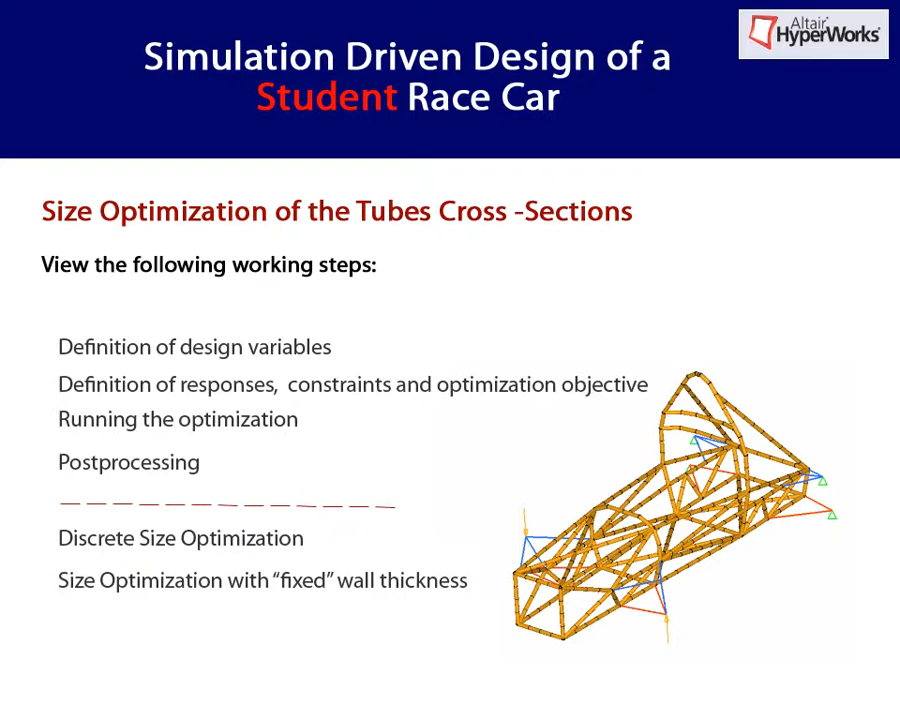 Altair
HyperWorks
Simulation Driven Design of a
Student Race Car
Size Optimization of the Tubes Cross -Sections
View the following working steps:
Definition of design variables
Definition of responses, constraints and optimization objective
Running the optimization
Postprocessing
Discrete Size Optimization
Size Optimization with “fixed” wall thickness